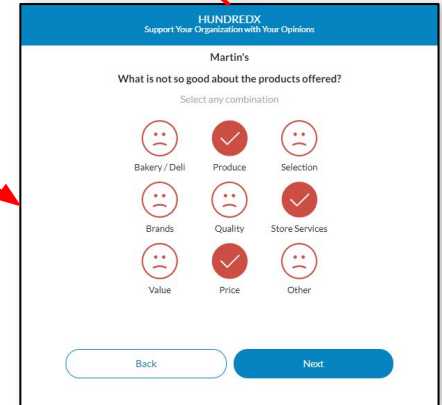 HUNDREDX
Support Your Organization with Your Opinions
Martin's
What is not so good about the products offered?
Select any combination
Bakery / Deli
Produce
Selection
Brands
Quality
Store Services
Value
Price
Other
Back
Next